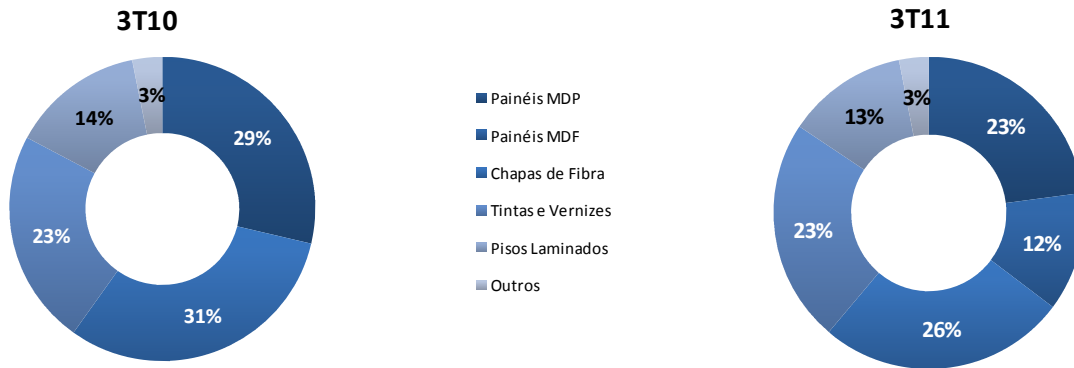 3T10
3%
14%
29%
23%
31%
Painéis MDP
Painéis MDF
Chapas de Fibra
Tintas e Vernizes
Pisos Laminados
Outros
3T11
3%
13%
23%
23%
12%
26%